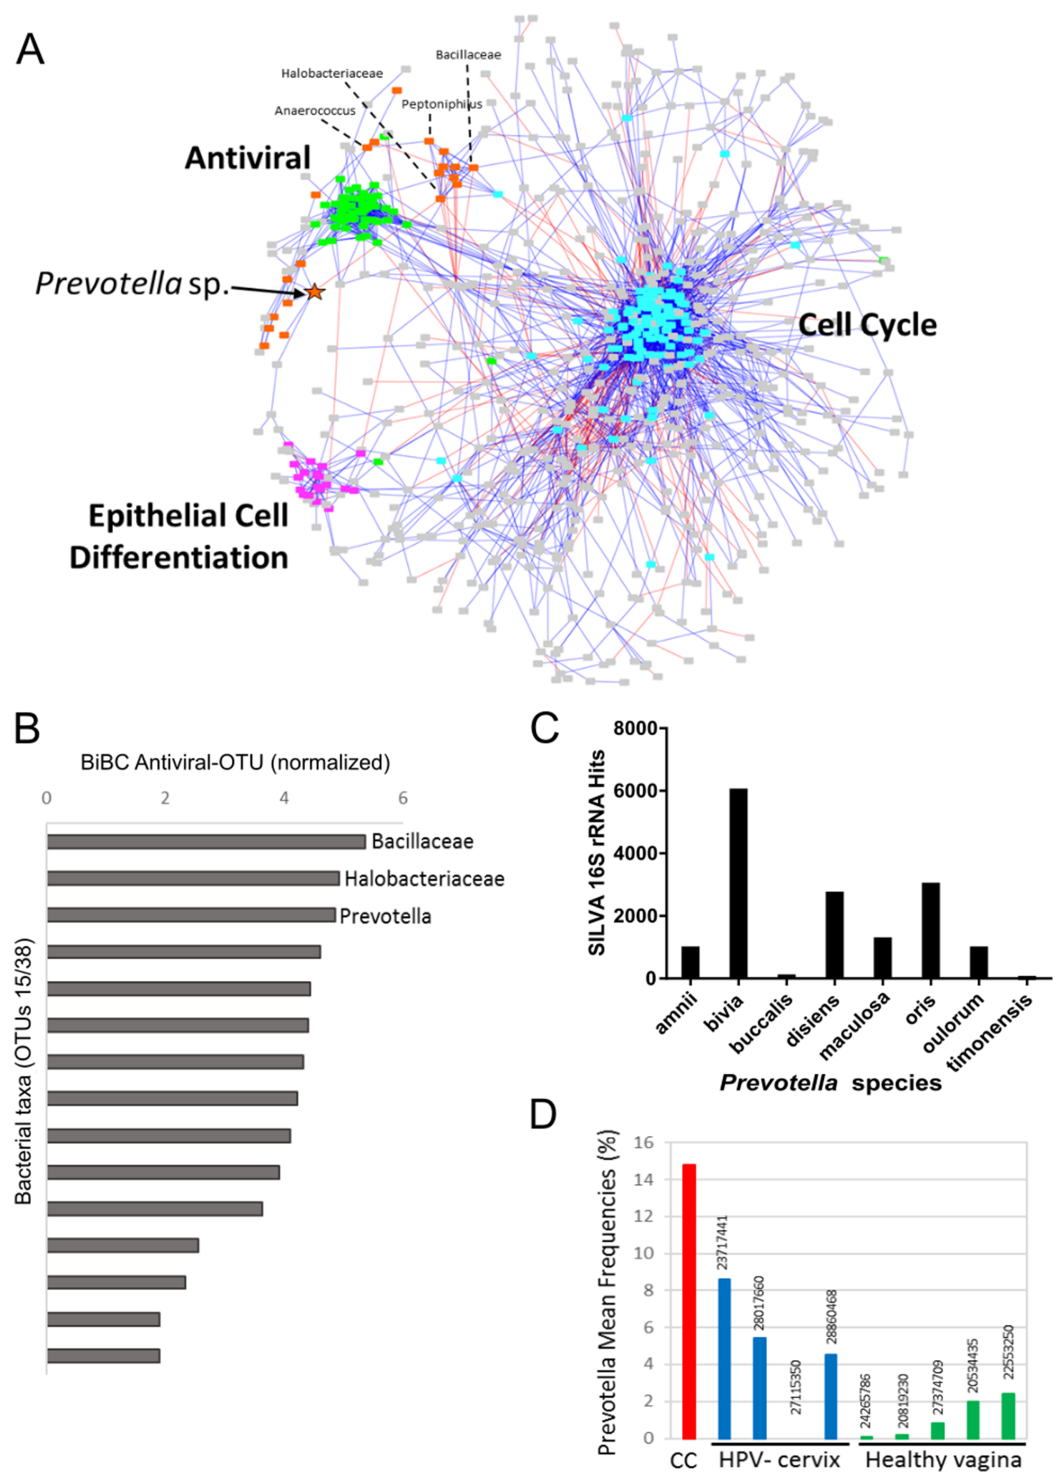 A
Bacillaceae
Halobacteriaceae
Anaerococcus
Peptoniphilus
Antiviral
Prevotella sp.
Cell Cycle
Epithelial Cell
Differentiation
B
BiBC Antiviral-OTU (normalized)
0 2 4 6
Bacillaceae
Halobacteriaceae
Prevotella
Bacterial taxa (OTUs 15/38)
C
SILVA 16S rRNA Hits
8000
6000
4000
2000
0
amnii
bivia
buccalis
disiens
maculosa
oris
oulorum
timonensis
Prevotella species
D
Prevotella Mean Frequencies (%)
16
14
12
10
8
6
4
2
0
23717441
28017660
27115350
28860468
24265786
20819230
27374709
20534435
22553250
CC HPV- cervix Healthy vagina